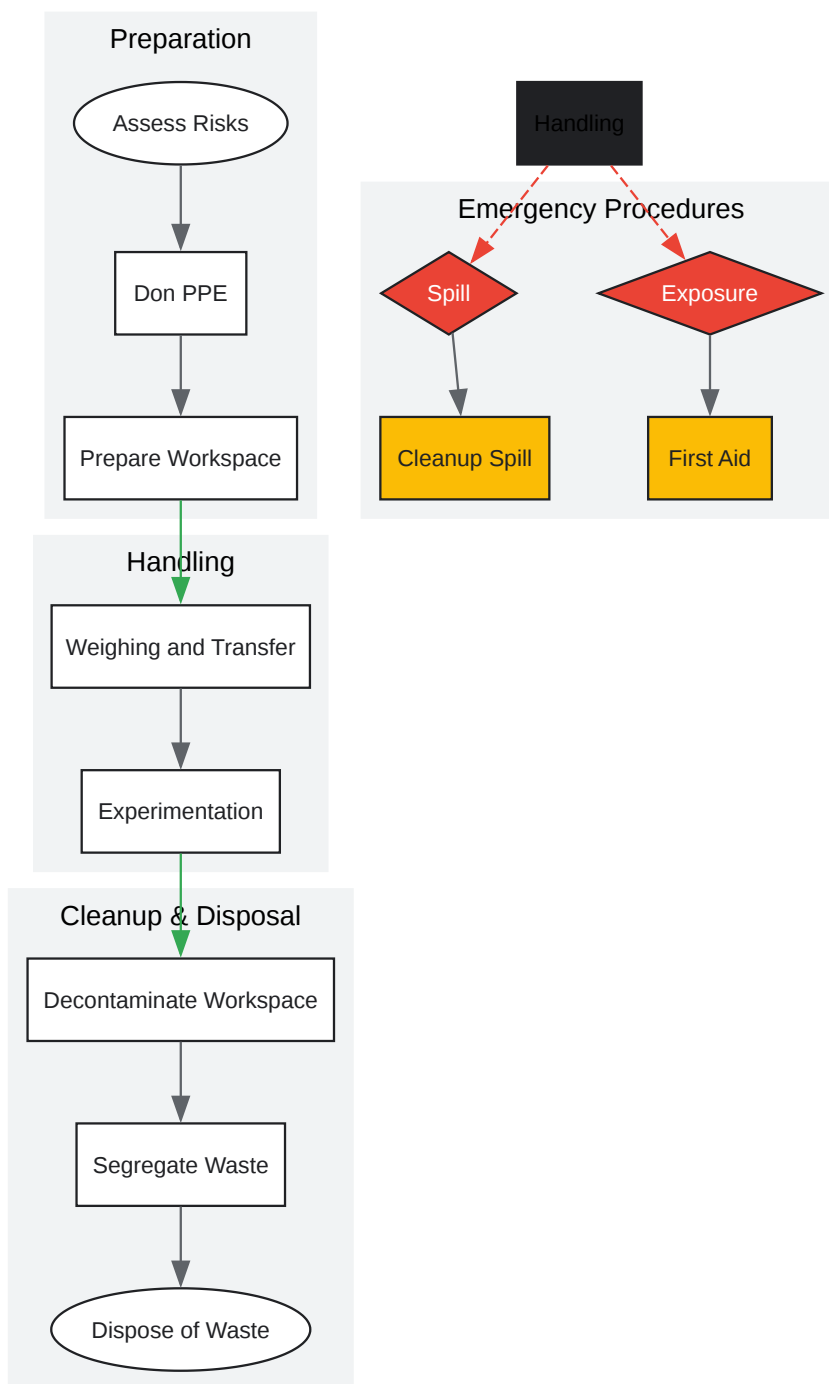 Preparation
Assess Risks
Don PPE
Prepare Workspace
Handling
Weighing and Transfer
Experimentation
Cleanup & Disposal
Decontaminate Workspace
Segregate Waste
Dispose of Waste
Handling
Emergency Procedures
Spill
Exposure
Cleanup Spill
First Aid